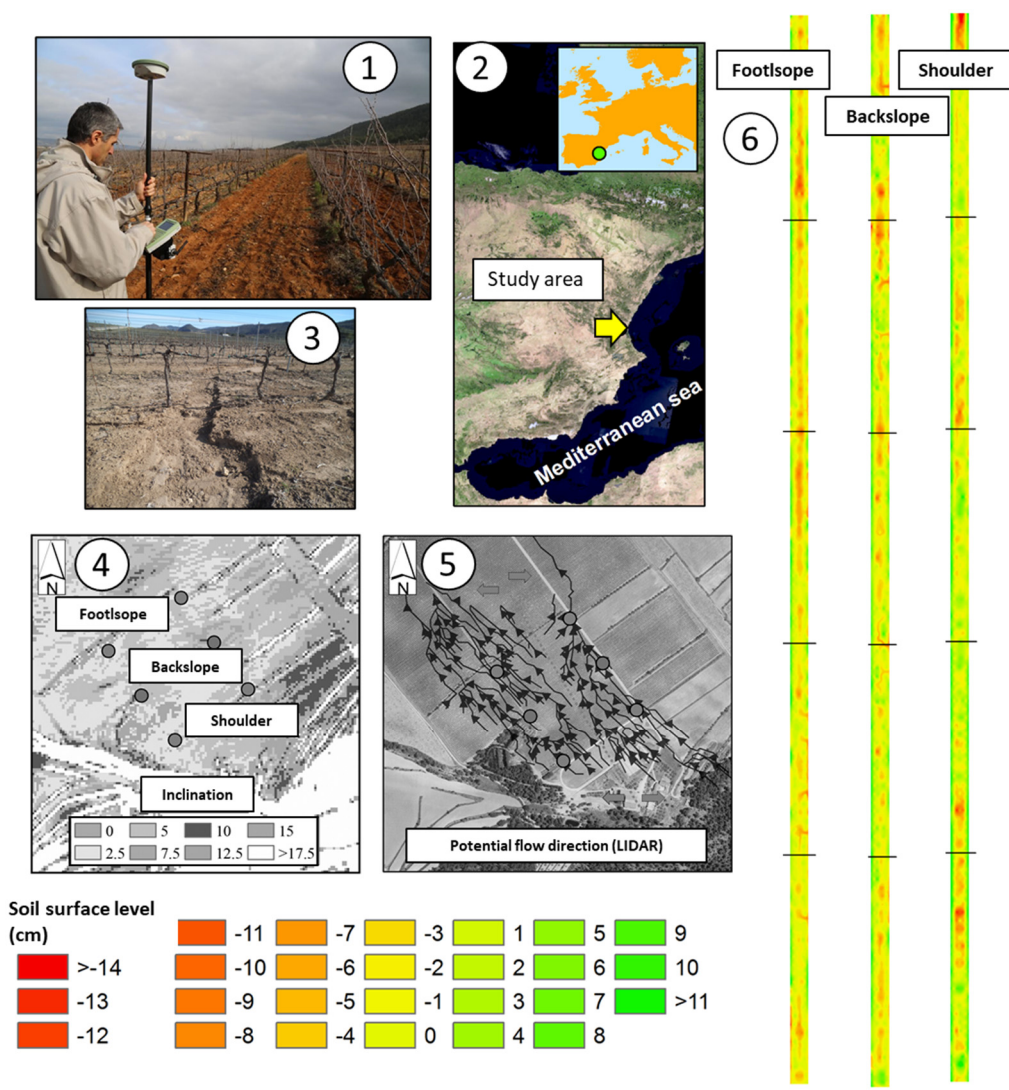 1
2
Footlsope
Shoulder
Backslope
6
Study area
3
Mediterranean sea
4
N
Footlsope
Backslope
Shoulder
Inclination
0 5 10 15
2.5 7.5 12.5 >17.5
5
N
Potential flow direction (LIDAR)
Soil surface level
(cm)
>-14
-13
-12
-11 -7 -3 1 5 9
-10 -6 -2 2 6 10
-9 -5 -1 3 7 >11
-8 -4 0 4 8